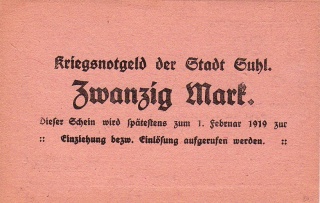 Kriegsnotgeld der Stadt Suhl.
Zwanzig Mark.
Dieser Schein wird spätestens zum 1. Februar 1919 zur
:: Einziehung bezw. Einlösung aufgerufen werden. ::